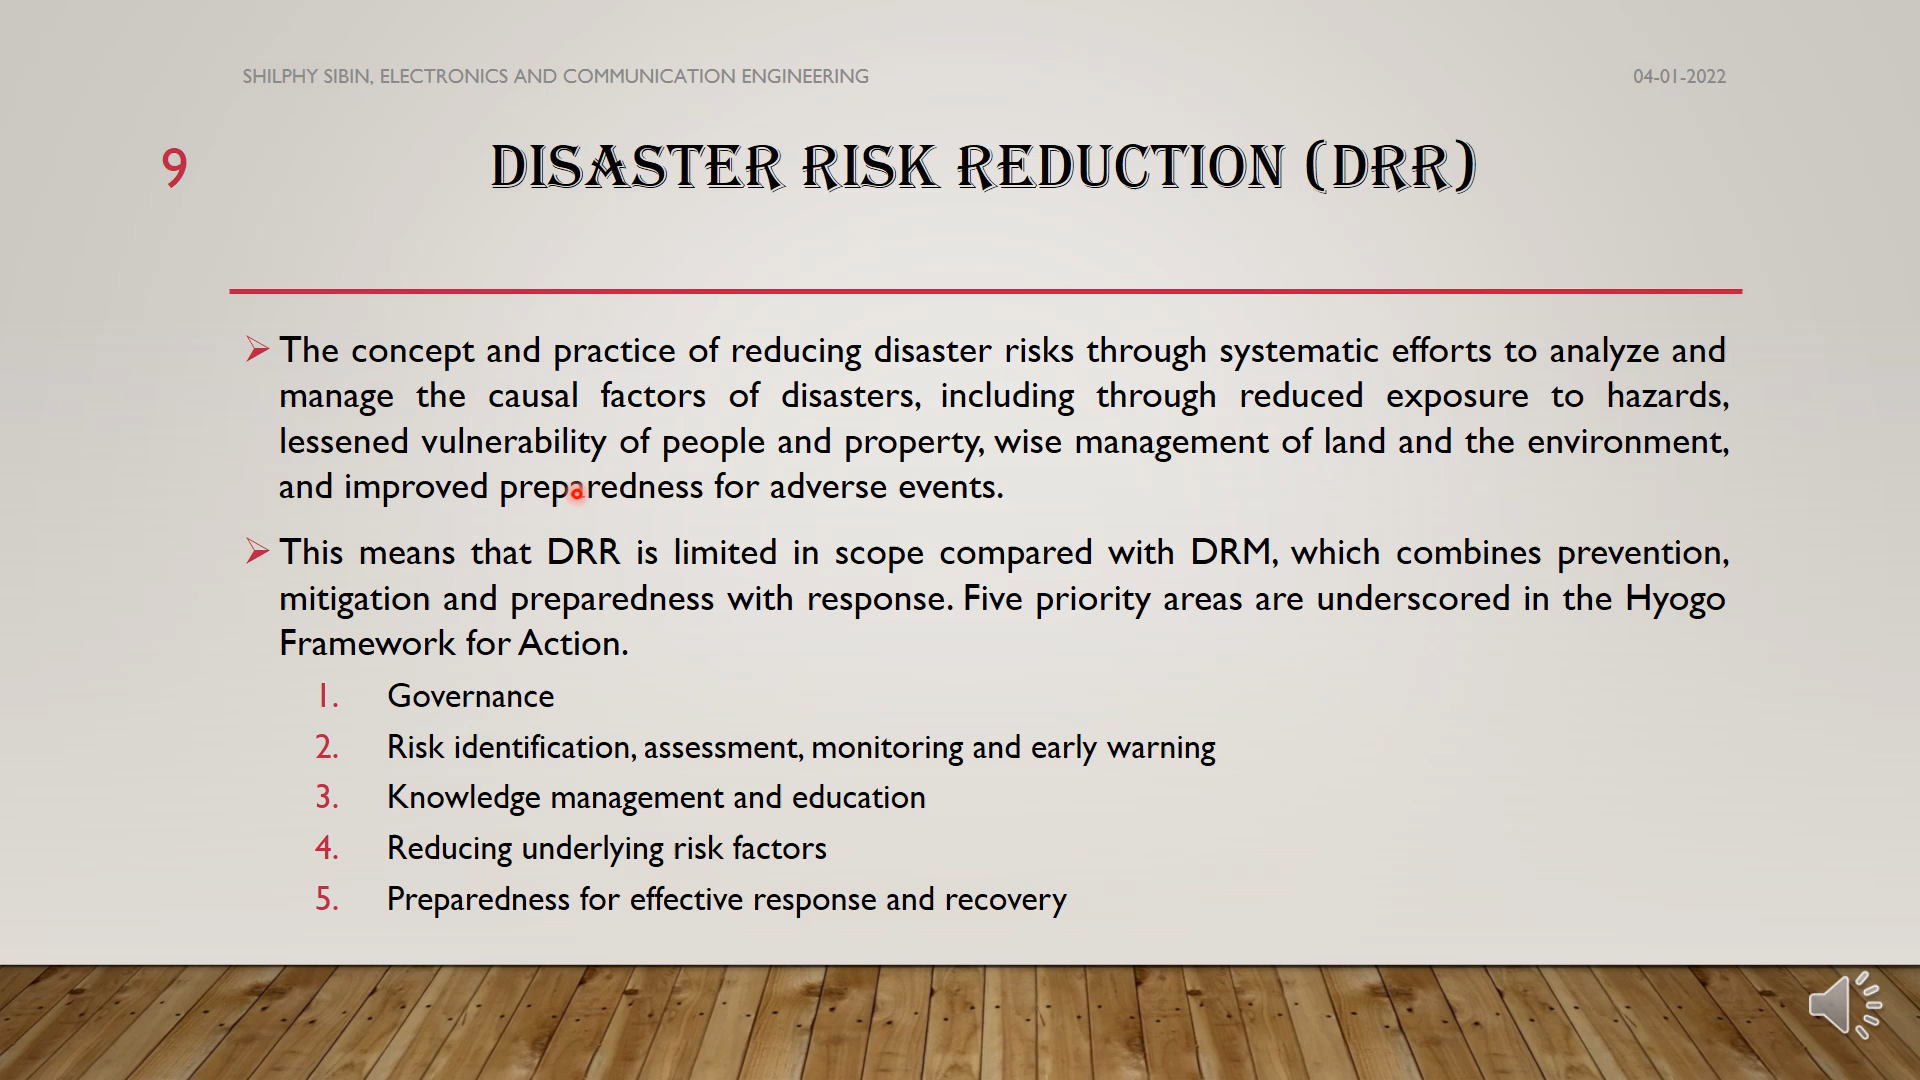 SHILPHY SIBIN, ELECTRONICS AND COMMUNICATION ENGINEERING
04-01-2022
9
DISASTER RISK REDUCTION (DRR)
The concept and practice of reducing disaster risks through systematic efforts to analyze and
manage the causal factors of disasters, including through reduced exposure to hazards,
lessened vulnerability of people and property, wise management of land and the environment,
and improved preparedness for adverse events.
This means that DRR is limited in scope compared with DRM, which combines prevention,
mitigation and preparedness with response. Five priority areas are underscored in the Hyogo
Framework for Action.
1. Governance
2. Risk identification, assessment, monitoring and early warning
3. Knowledge management and education
4. Reducing underlying risk factors
5. Preparedness for effective response and recovery